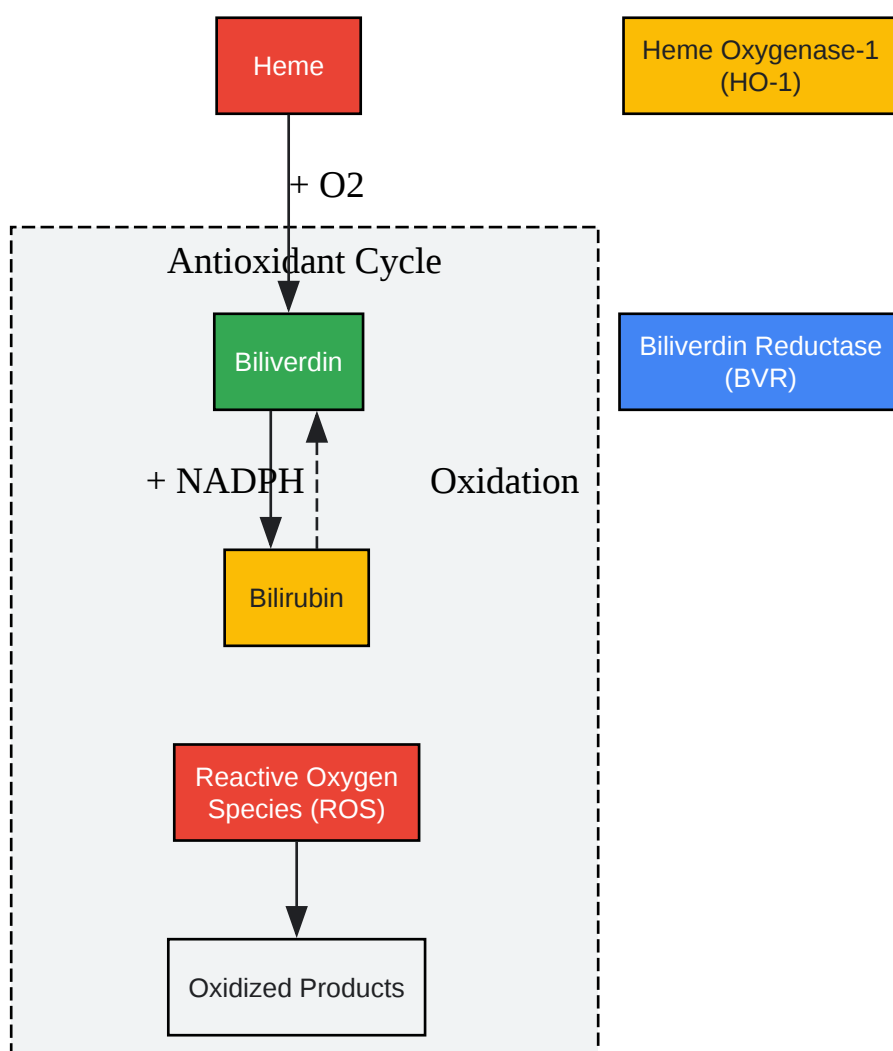 Heme
Heme Oxygenase-1
(HO-1)
+ O2
Antioxidant Cycle
Biliverdin
Biliverdin Reductase
(BVR)
+ NADPH
Oxidation
Bilirubin
Reactive Oxygen
Species (ROS)
Oxidized Products